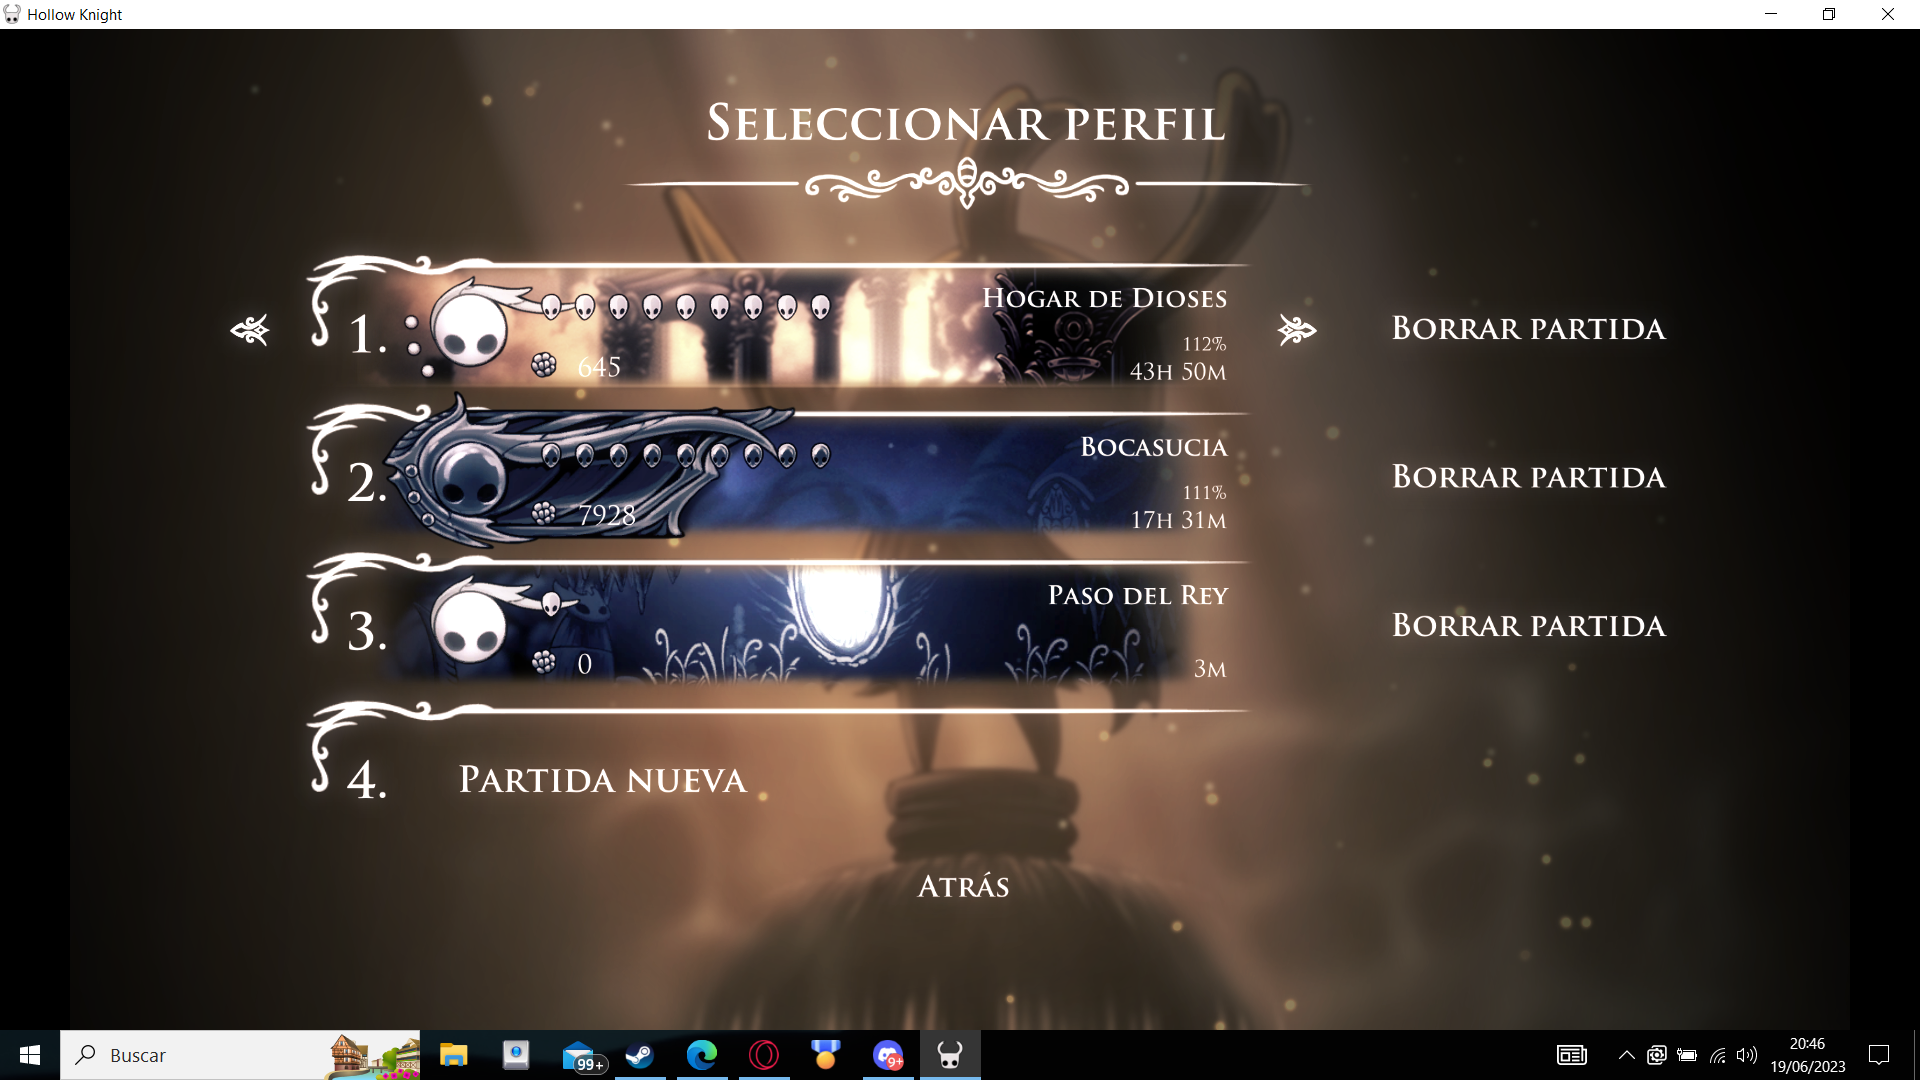 Hollow Knight
Seleccionar perfil
1.
645
Hogar de Dioses
112%
43h 50m
Borrar partida
2.
7928
Bocasucia
111%
17h 31m
Borrar partida
3.
0
Paso del Rey
3m
Borrar partida
4.
Partida nueva
Atrás
Buscar
99+
9+
20:46
19/06/2023